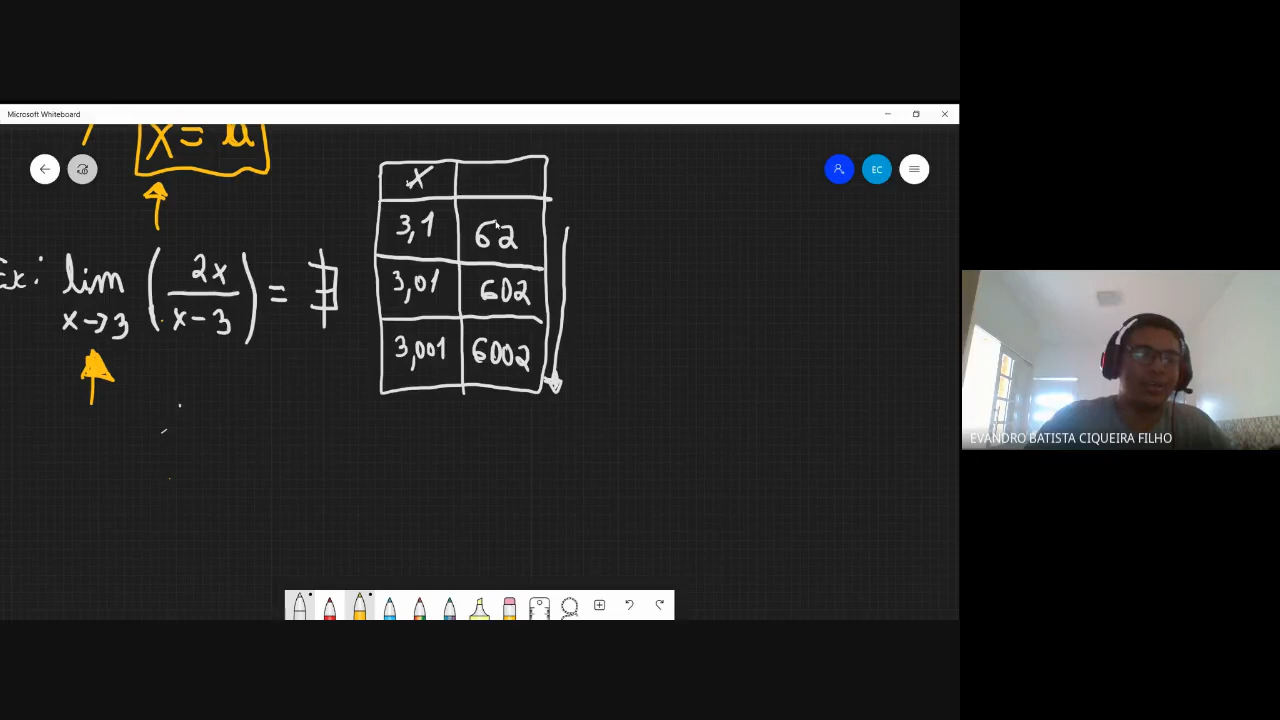 Microsoft Whiteboard
X = a
EC
Ex: lim (2x / x-3) = ∄
x→3
X
3,1 62
3,01 602
3,001 6002
EVANDRO BATISTA CIQUEIRA FILHO